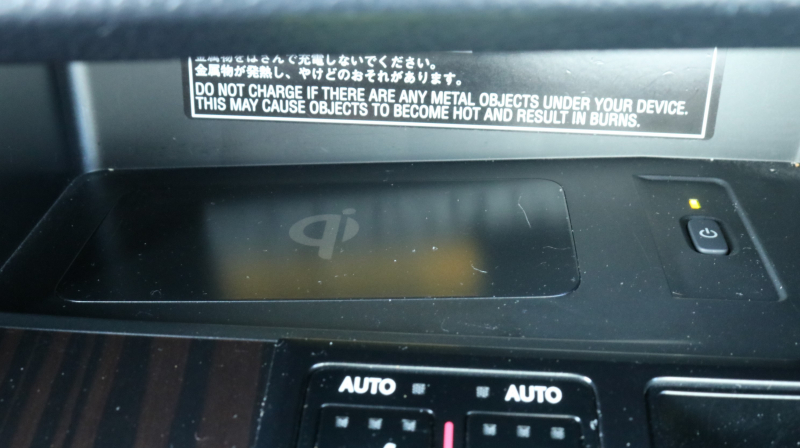 金属物をはさんで充電しないでください。
金属物が発熱し、やけどのおそれがあります。
DO NOT CHARGE IF THERE ARE ANY METAL OBJECTS UNDER YOUR DEVICE.
THIS MAY CAUSE OBJECTS TO BECOME HOT AND RESULT IN BURNS.
qi
AUTO AUTO